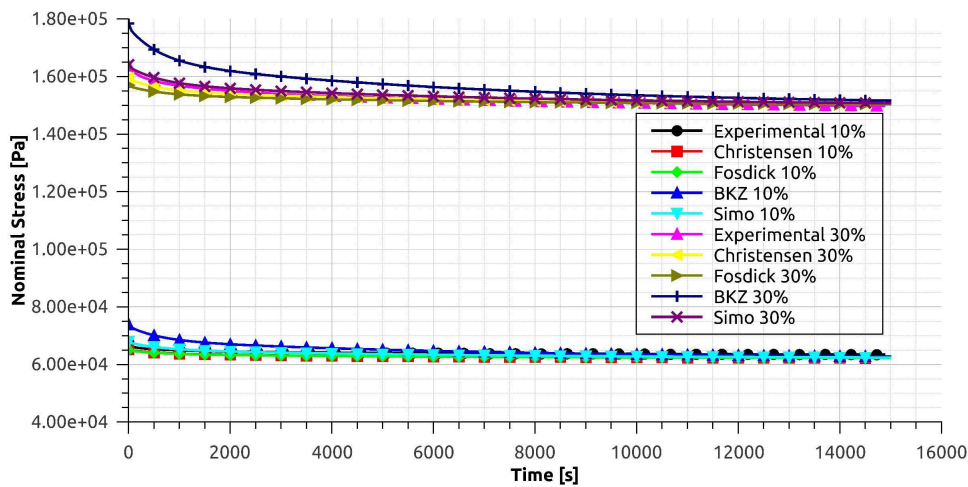 1.80e+05
1.60e+05
1.40e+05
1.20e+05
1.00e+05
8.00e+04
6.00e+04
4.00e+04
Nominal Stress [Pa]
Experimental 10%
Christensen 10%
Fosdick 10%
BKZ 10%
Simo 10%
Experimental 30%
Christensen 30%
Fosdick 30%
BKZ 30%
Simo 30%
0 2000 4000 6000 8000 10000 12000 14000 16000
Time [s]